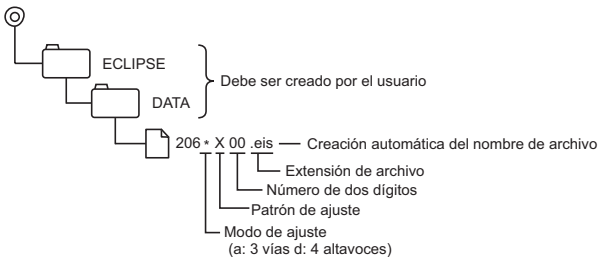 ECLIPSE
Debe ser creado por el usuario
DATA
206 * X 00 .eis Creación automática del nombre de archivo
Extensión de archivo
Número de dos dígitos
Patrón de ajuste
Modo de ajuste
(a: 3 vías d: 4 altavoces)